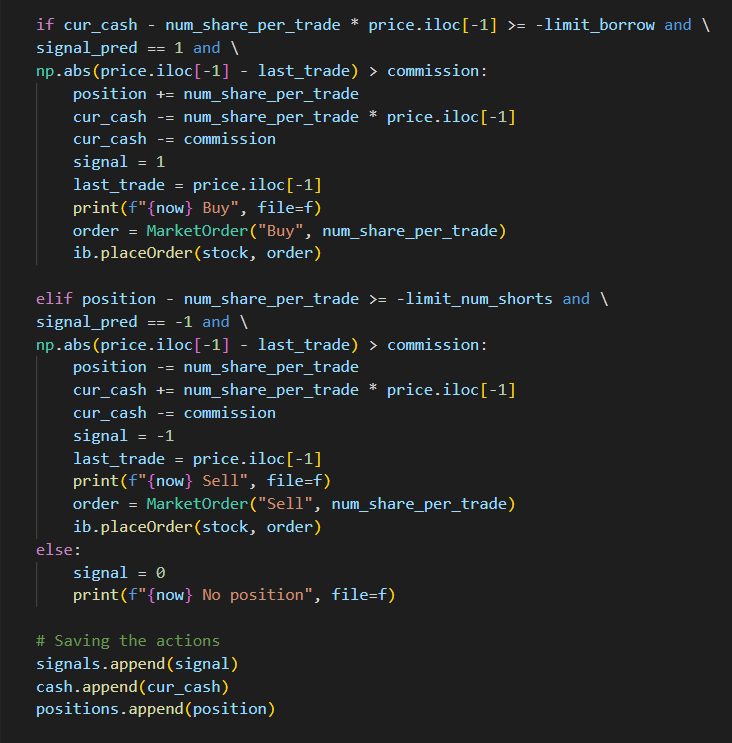 if cur_cash - num_share_per_trade * price.iloc[-1] >= -limit_borrow and \
signal_pred == 1 and \
np.abs(price.iloc[-1] - last_trade) > commission:
    position += num_share_per_trade
    cur_cash -= num_share_per_trade * price.iloc[-1]
    cur_cash -= commission
    signal = 1
    last_trade = price.iloc[-1]
    print(f"{now} Buy", file=f)
    order = MarketOrder("Buy", num_share_per_trade)
    ib.placeOrder(stock, order)

elif position - num_share_per_trade >= -limit_num_shorts and \
signal_pred == -1 and \
np.abs(price.iloc[-1] - last_trade) > commission:
    position -= num_share_per_trade
    cur_cash += num_share_per_trade * price.iloc[-1]
    cur_cash -= commission
    signal = -1
    last_trade = price.iloc[-1]
    print(f"{now} Sell", file=f)
    order = MarketOrder("Sell", num_share_per_trade)
    ib.placeOrder(stock, order)
else:
    signal = 0
    print(f"{now} No position", file=f)

# Saving the actions
signals.append(signal)
cash.append(cur_cash)
positions.append(position)